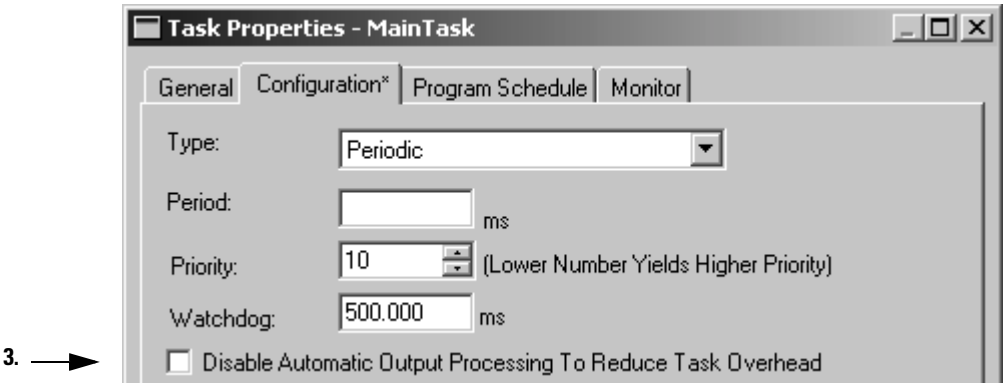 Task Properties - MainTask
General Configuration* Program Schedule Monitor
Type: Periodic
Period: ms
Priority: 10 (Lower Number Yields Higher Priority)
Watchdog: 500.000 ms
3. Disable Automatic Output Processing To Reduce Task Overhead